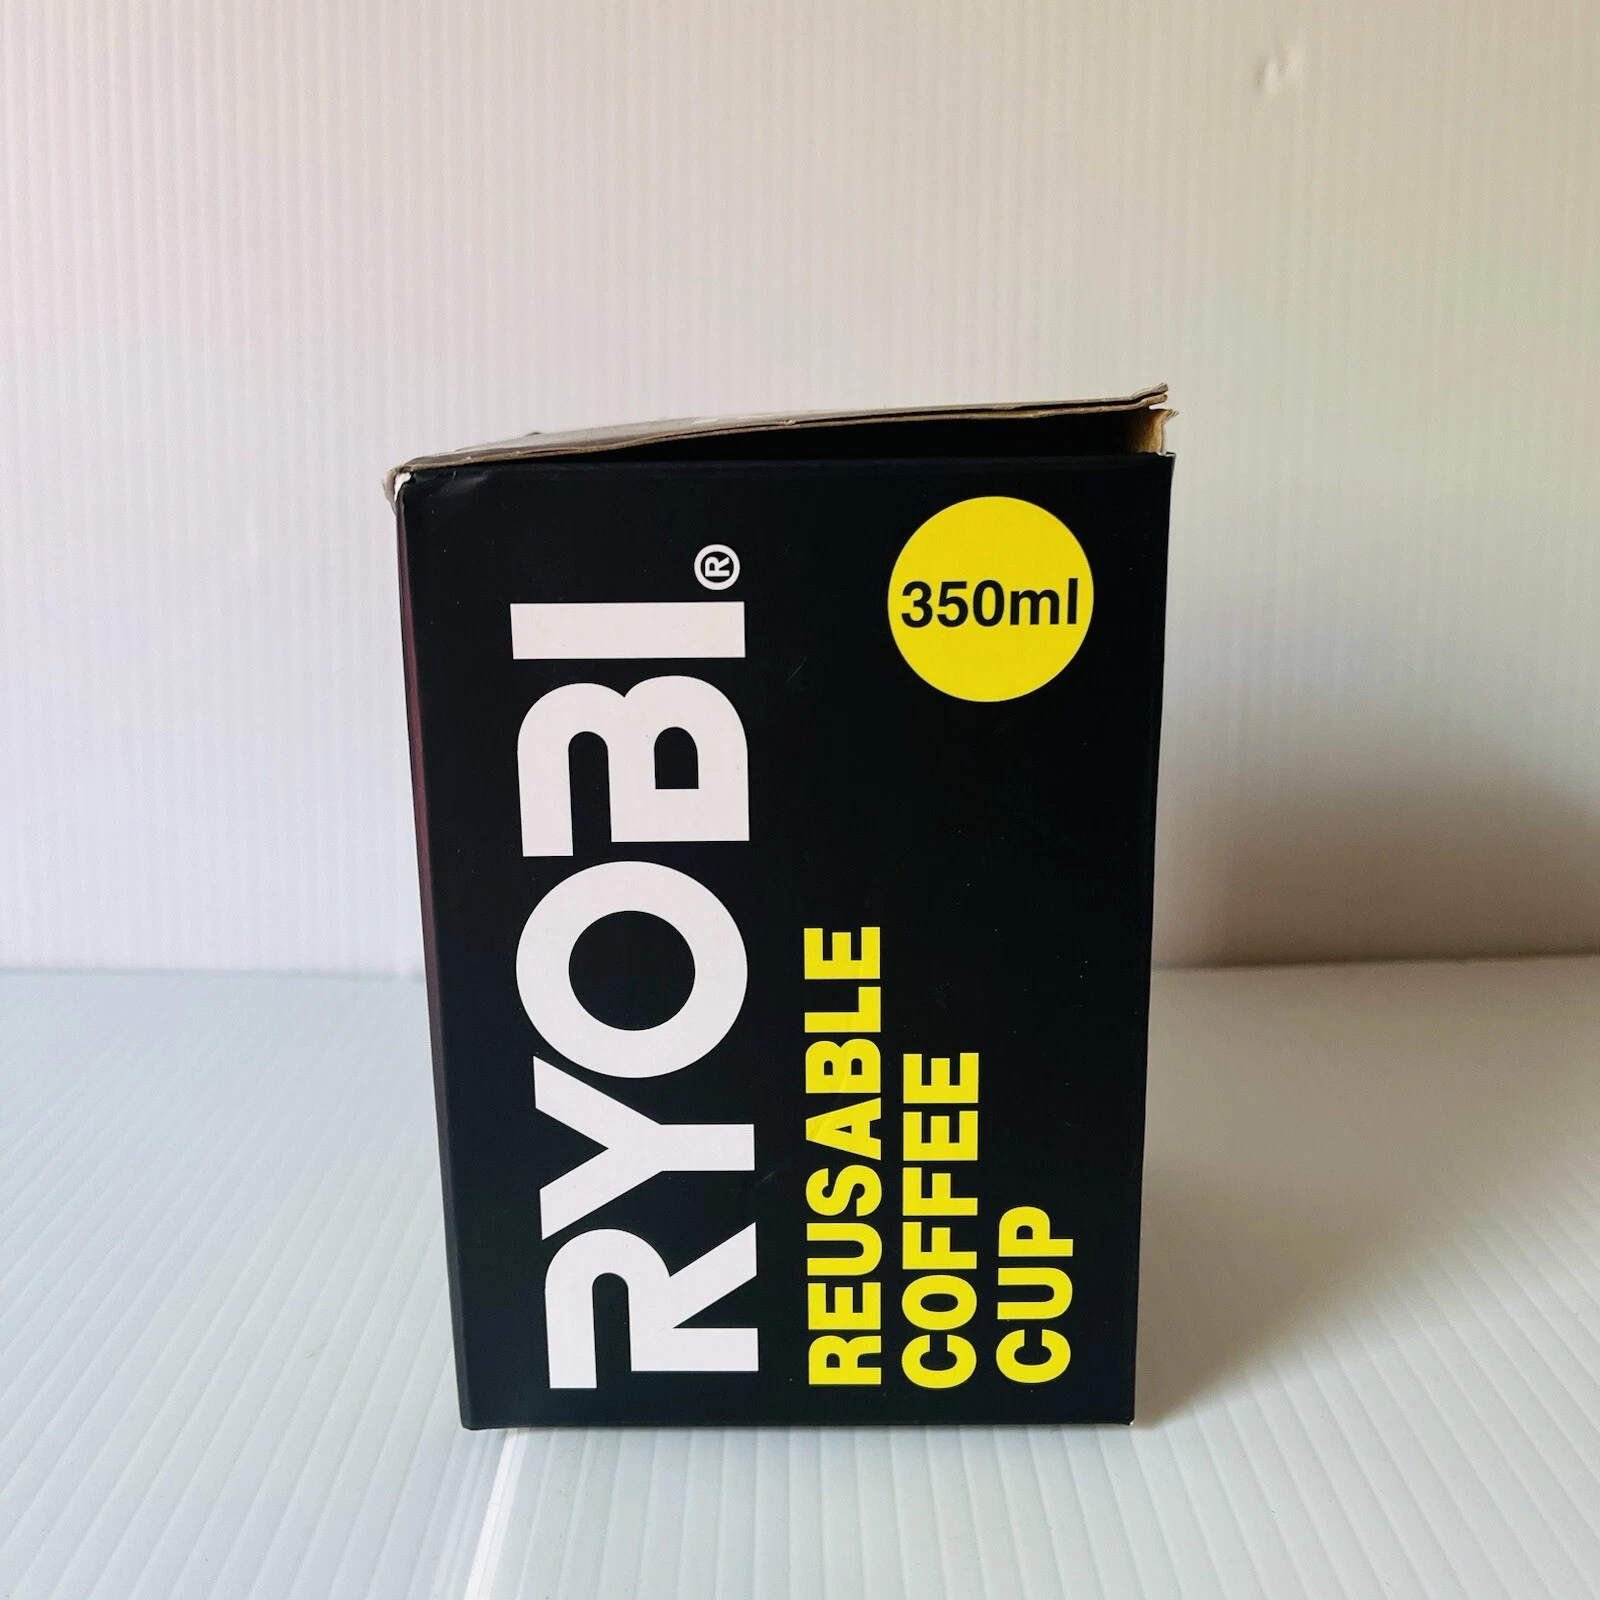 RYOBI®
REUSABLE
COFFEE
CUP
350ml